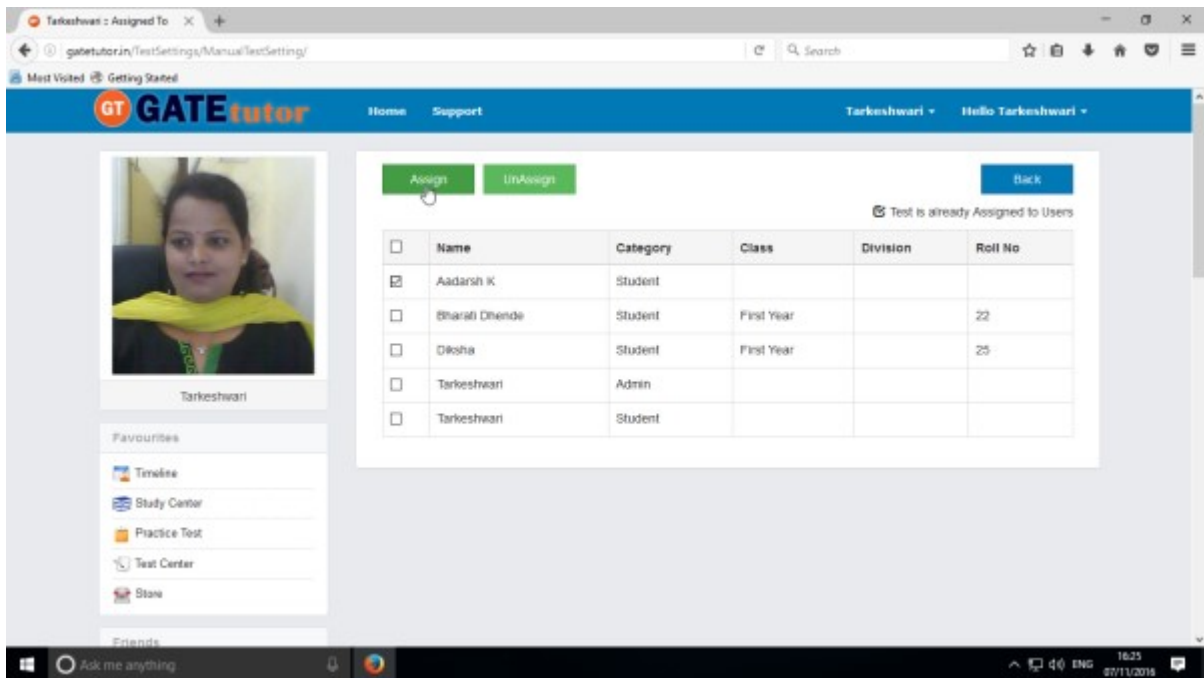 Tarkeshwari :: Assigned To
gatetutor.in/TestSettings/ManualTestSetting/
Search
Most Visited Getting Started
GT GATEtutor Home Support Tarkeshwari Hello Tarkeshwari
Assign UnAssign Back
Test is already Assigned to Users
Name Category Class Division Roll No
Aadarsh K Student
Bharati Dhende Student First Year 22
Diksha Student First Year 25
Tarkeshwari Admin
Tarkeshwari Student
Tarkeshwari
Favourites
Timeline
Study Center
Practice Test
Test Center
Store
Friends
Ask me anything ENG 16:25
07/11/2016